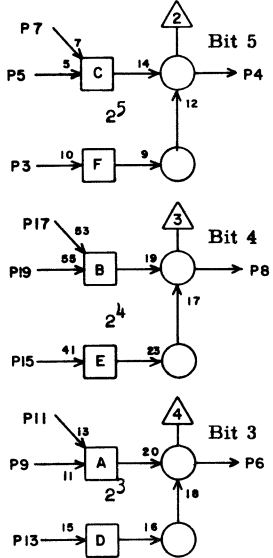 2 Bit 5
P7
7
P5 5 C 14 P4
2^5 12
P3 10 F 9
3 Bit 4
P17
53
P19 55 B 19 P8
2^4 17
P15 41 E 23
4 Bit 3
P11
13
P9 11 A 20 P6
2^3 18
P13 15 D 16